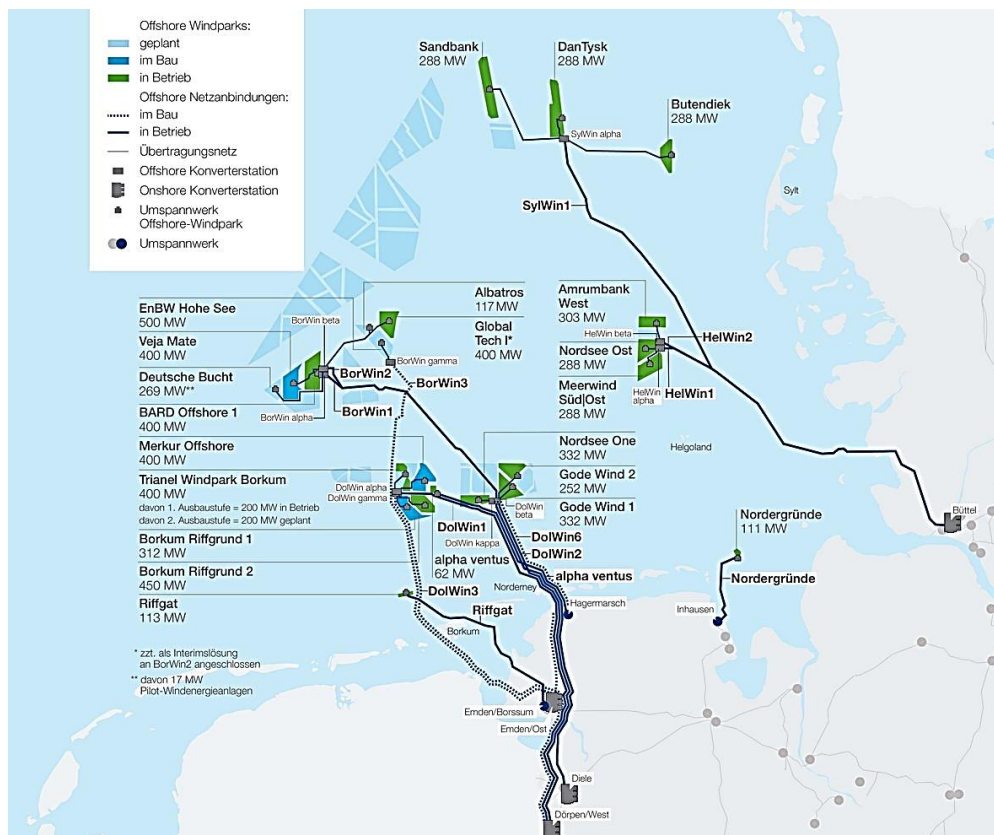 Offshore Windparks:
geplant
im Bau
in Betrieb
Offshore Netzanbindungen:
im Bau
in Betrieb
Übertragungsnetz
Offshore Konverterstation
Onshore Konverterstation
Umspannwerk
Offshore-Windpark
Umspannwerk
Sandbank
288 MW
DanTysk
288 MW
Butendiek
288 MW
SylWin alpha
Sylt
SylWin1
EnBW Hohe See
500 MW
Veja Mate
400 MW
Deutsche Bucht
269 MW**
BARD Offshore 1
400 MW
BorWin beta
Albatros
117 MW
Global
Tech I*
400 MW
BorWin gamma
BorWin2
BorWin3
BorWin1
BorWin alpha
Amrumbank
West
303 MW
HelWin beta
HelWin2
Nordsee Ost
288 MW
Meerwind
Süd|Ost
288 MW
HelWin
alpha
HelWin1
Helgoland
Merkur Offshore
400 MW
Trianel Windpark Borkum
400 MW
davon 1. Ausbaustufe = 200 MW in Betrieb
davon 2. Ausbaustufe = 200 MW geplant
Borkum Riffgrund 1
312 MW
Borkum Riffgrund 2
450 MW
Riffgat
113 MW
DolWin alpha
DolWin gamma
Nordsee One
332 MW
Gode Wind 2
252 MW
Gode Wind 1
332 MW
DolWin
beta
DolWin1
DolWin kappa
DolWin6
DolWin2
alpha ventus
62 MW
alpha ventus
Norderney
Hagermarsch
DolWin3
Riffgat
Borkum
Nordergründe
111 MW
Nordergründe
Inhausen
Büttel
* zzt. als Interimslösung
an BorWin2 angeschlossen
** davon 17 MW
Pilot-Windenergieanlagen
Emden/Borssum
Emden/Ost
Diele
Dörpen/West